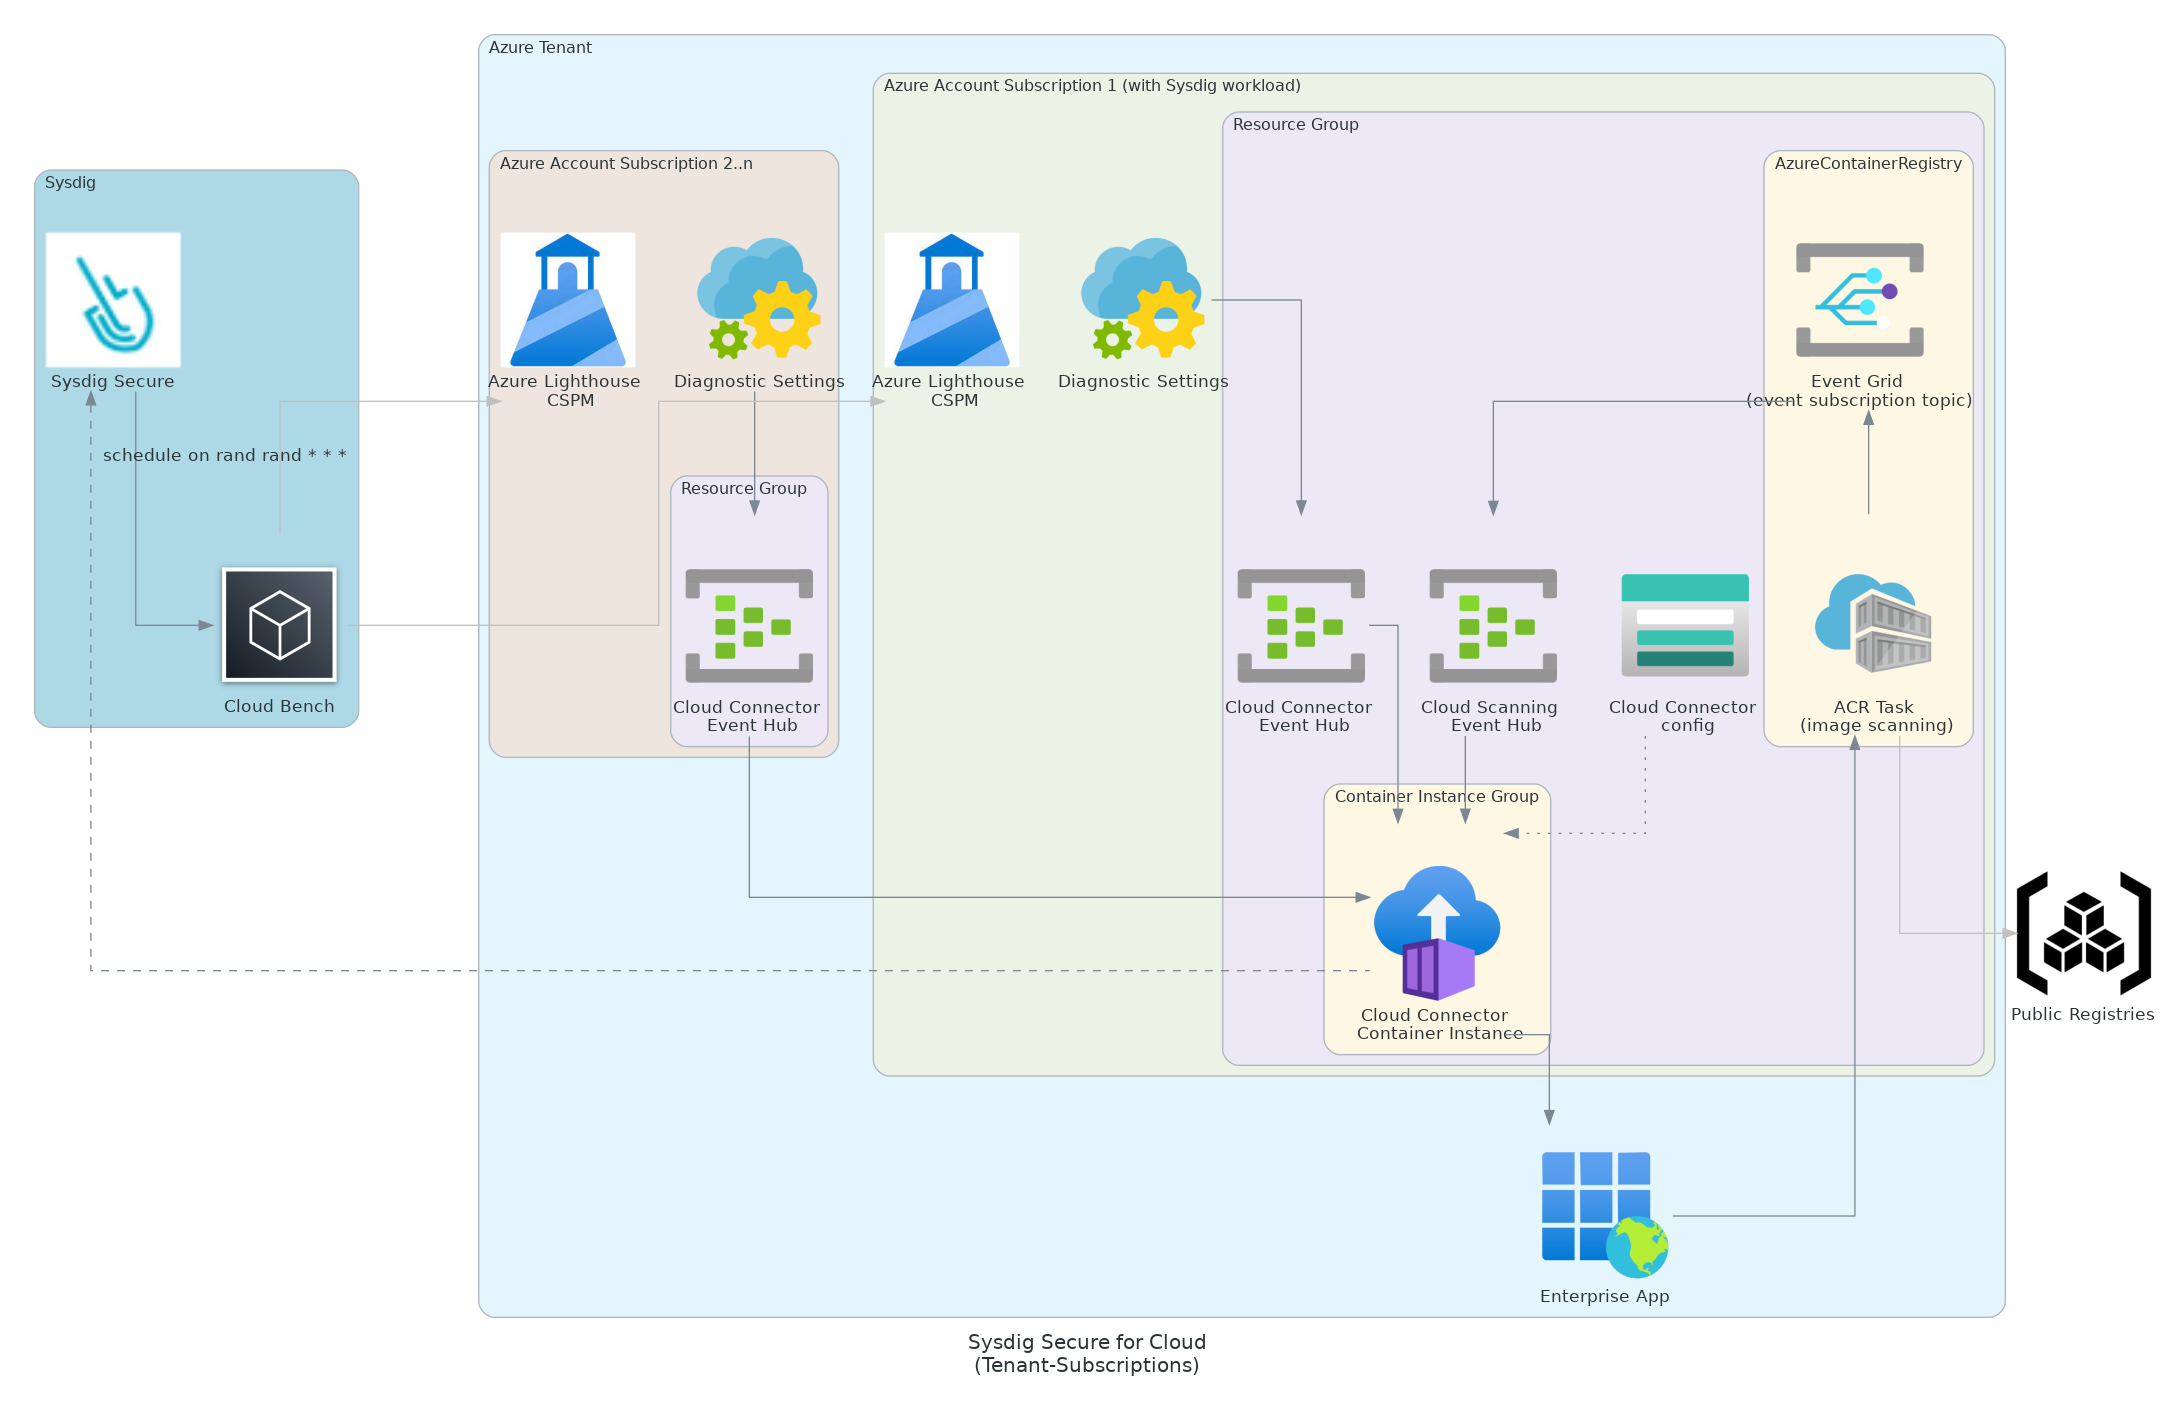 Azure Tenant
Azure Account Subscription 1 (with Sysdig workload)
Resource Group
Azure Account Subscription 2..n
AzureContainerRegistry
Sysdig
Sysdig Secure
Azure Lighthouse
CSPM
Diagnostic Settings
Azure Lighthouse
CSPM
Diagnostic Settings
Event Grid
(event subscription topic)
schedule on rand rand * * *
Resource Group
Cloud Bench
Cloud Connector
Event Hub
Cloud Connector
Event Hub
Cloud Scanning
Event Hub
Cloud Connector
config
ACR Task
(image scanning)
Container Instance Group
Cloud Connector
Container Instance
Public Registries
Enterprise App
Sysdig Secure for Cloud
(Tenant-Subscriptions)